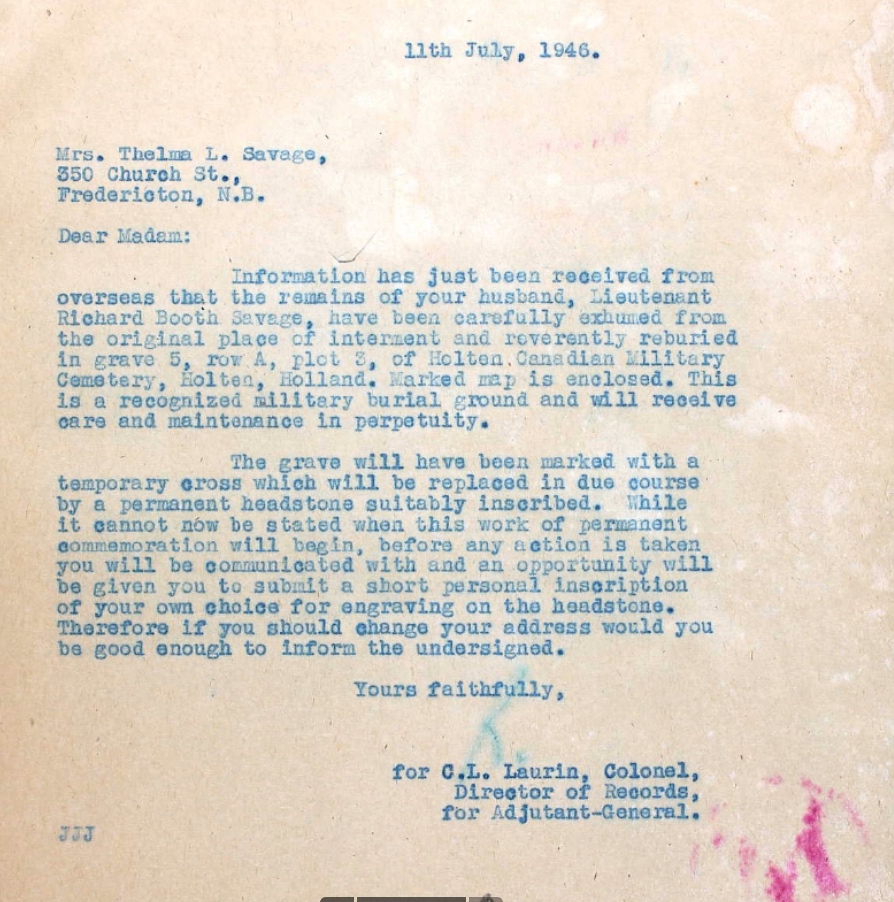 11th July, 1946.
Mrs. Thelma L. Savage,
350 Church St.,
Fredericton, N.B.
Dear Madam:
Information has just been received from
overseas that the remains of your husband, Lieutenant
Richard Booth Savage, have been carefully exhumed from
the original place of interment and reverently reburied
in grave 5, row A, plot 3, of Holten Canadian Military
Cemetery, Holten, Holland. Marked map is enclosed. This
is a recognized military burial ground and will receive
care and maintenance in perpetuity.
The grave will have been marked with a
temporary cross which will be replaced in due course
by a permanent headstone suitably inscribed. While
it cannot now be stated when this work of permanent
commemoration will begin, before any action is taken
you will be communicated with and an opportunity will
be given you to submit a short personal inscription
of your own choice for engraving on the headstone.
Therefore if you should change your address would you
be good enough to inform the undersigned.
Yours faithfully,
for C.L. Laurin, Colonel,
Director of Records,
for Adjutant-General.
JJJ